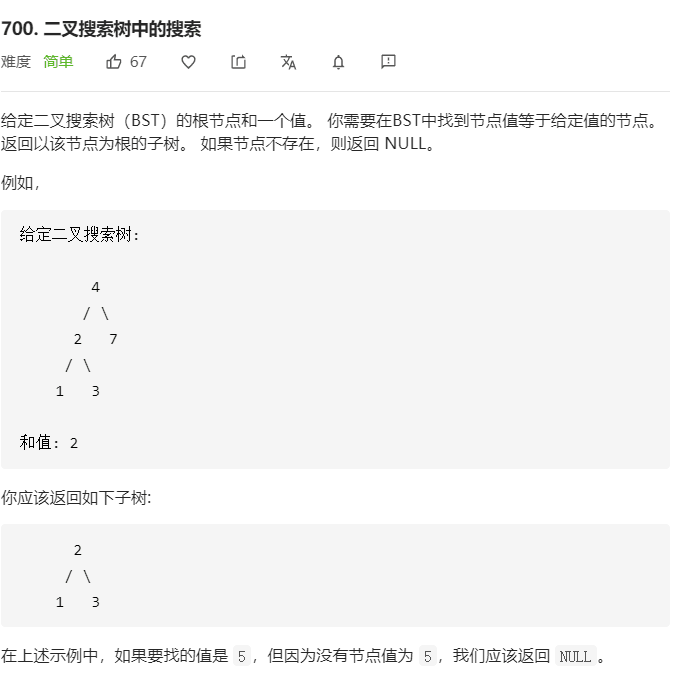 700. 二叉搜索树中的搜索
难度 简单 67
给定二叉搜索树（BST）的根节点和一个值。 你需要在BST中找到节点值等于给定值的节点。
返回以该节点为根的子树。 如果节点不存在，则返回 NULL。
例如，
给定二叉搜索树:
4
/ \
2 7
/ \
1 3
和值: 2
你应该返回如下子树:
2
/ \
1 3
在上述示例中，如果要找的值是 5，但因为没有节点值为 5，我们应该返回 NULL。